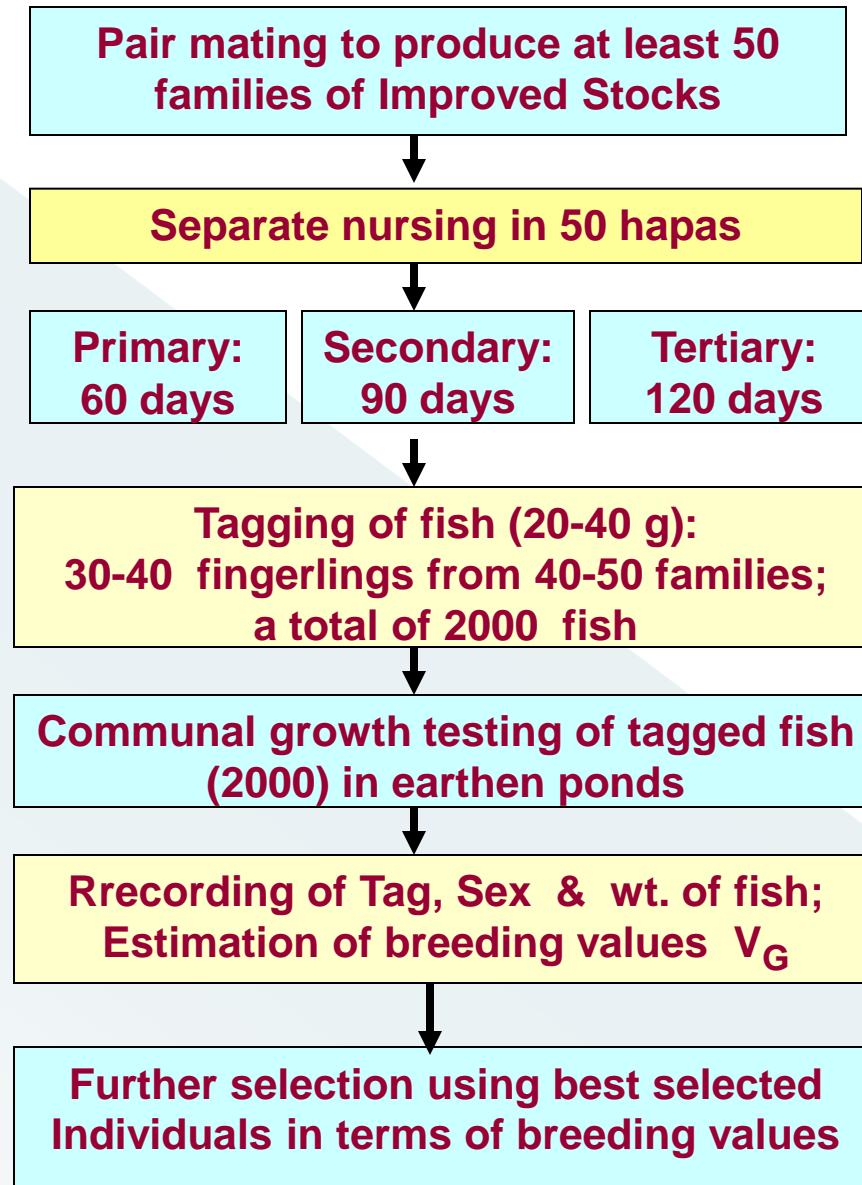 Pair mating to produce at least 50
families of Improved Stocks
Separate nursing in 50 hapas
Primary:
60 days
Secondary:
90 days
Tertiary:
120 days
Tagging of fish (20-40 g):
30-40 fingerlings from 40-50 families;
a total of 2000 fish
Communal growth testing of tagged fish
(2000) in earthen ponds
Rrecording of Tag, Sex & wt. of fish;
Estimation of breeding values VG
Further selection using best selected
Individuals in terms of breeding values